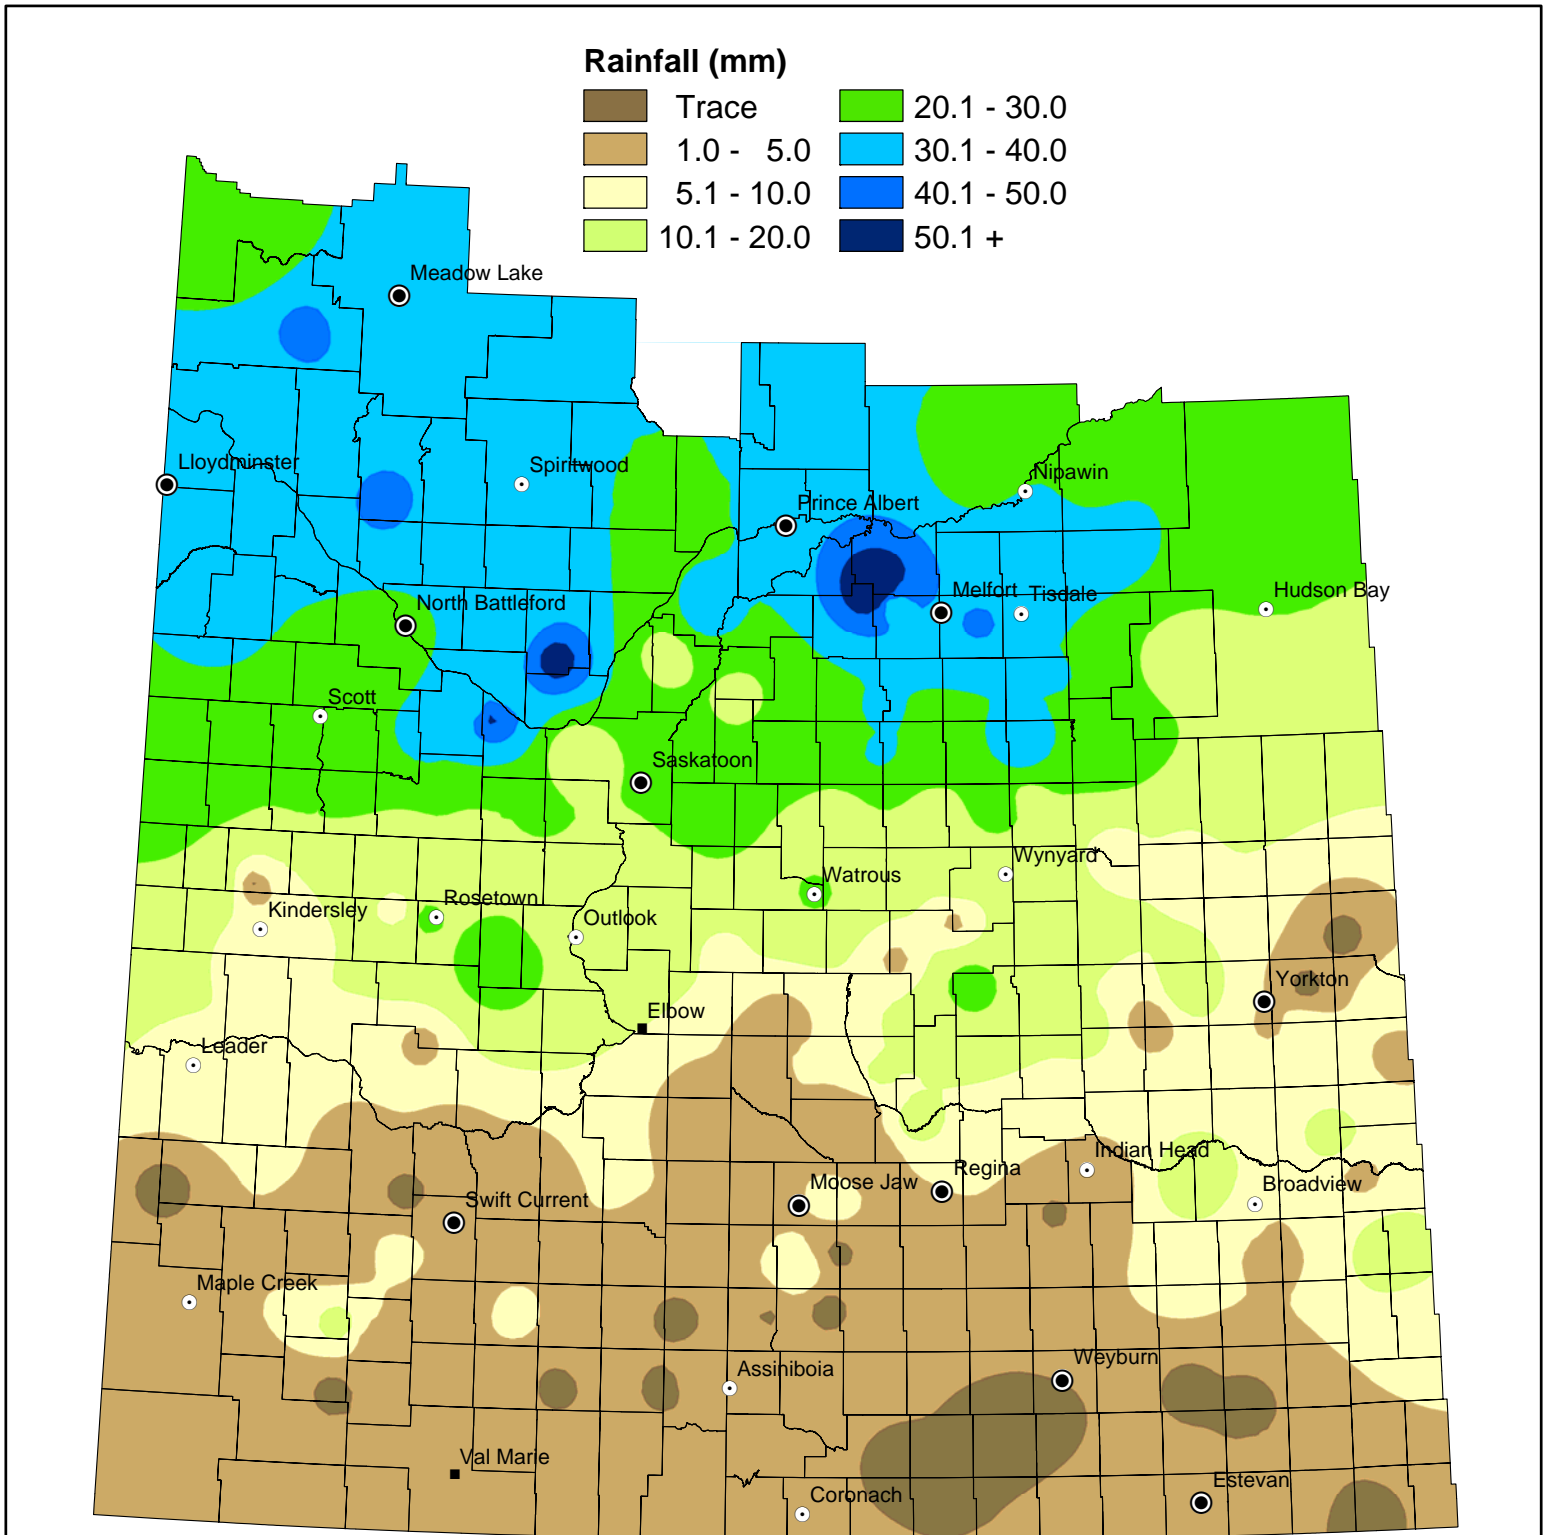 Rainfall (mm)
Trace
1.0 - 5.0
5.1 - 10.0
10.1 - 20.0
20.1 - 30.0
30.1 - 40.0
40.1 - 50.0
50.1 +
Meadow Lake
Lloydminster
Spiritwood
Nipawin
Prince Albert
North Battleford
Melfort
Tisdale
Hudson Bay
Scott
Saskatoon
Watrous
Wynyard
Rosetown
Kindersley
Outlook
Yorkton
Elbow
Leader
Indian Head
Regina
Moose Jaw
Broadview
Swift Current
Maple Creek
Weyburn
Assiniboia
Val Marie
Estevan
Coronach